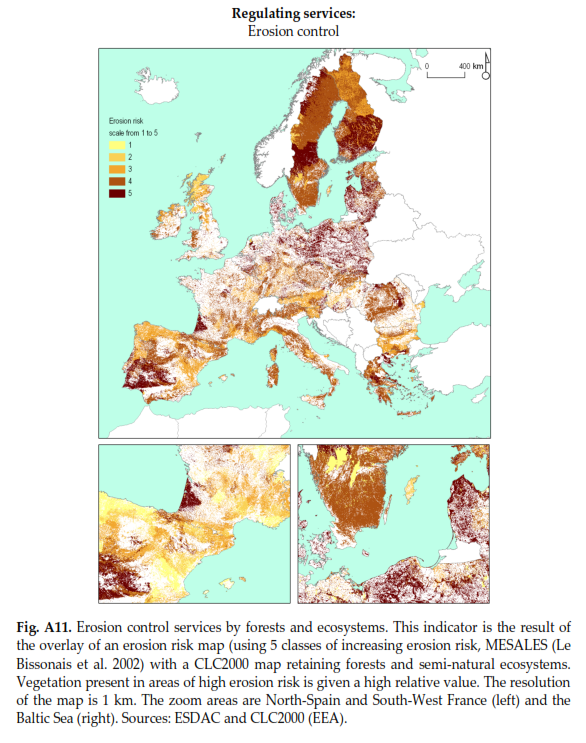 Regulating services:
Erosion control
0 400 km
Erosion risk
scale from 1 to 5
1
2
3
4
5
Fig. A11. Erosion control services by forests and ecosystems. This indicator is the result of
the overlay of an erosion risk map (using 5 classes of increasing erosion risk, MESALES (Le
Bissonais et al. 2002) with a CLC2000 map retaining forests and semi-natural ecosystems.
Vegetation present in areas of high erosion risk is given a high relative value. The resolution
of the map is 1 km. The zoom areas are North-Spain and South-West France (left) and the
Baltic Sea (right). Sources: ESDAC and CLC2000 (EEA).